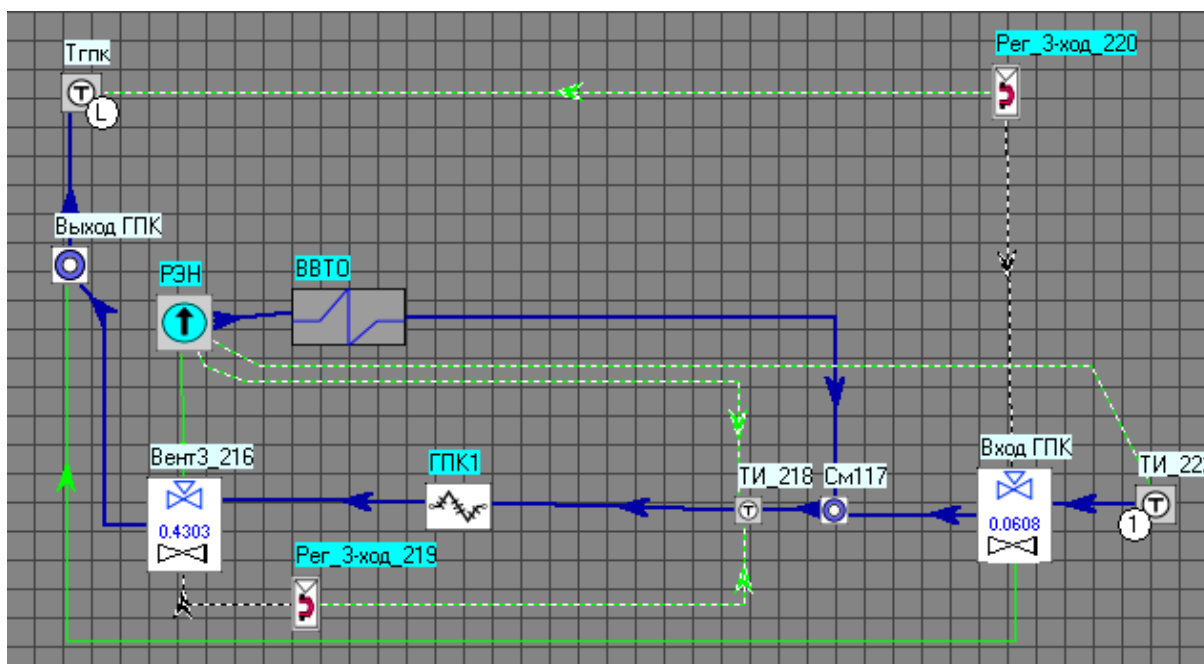 Рег_3-ход_220
Тгпк
T
L
Выход ГПК
РЭН
ВВТО
Вент3_216
ГПК1
ТИ_218
См117
Вход ГПК
ТИ_22
0.4303
T
0.0608
T
1
Рег_3-ход_219